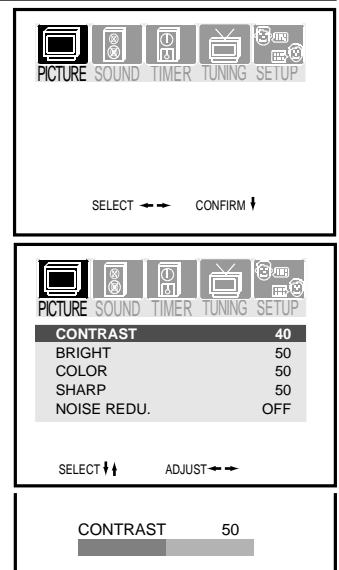 PICTURE SOUND TIMER TUNING SETUP
SELECT CONFIRM
PICTURE SOUND TIMER TUNING SETUP
CONTRAST 40
BRIGHT 50
COLOR 50
SHARP 50
NOISE REDU. OFF
SELECT ADJUST
CONTRAST 50